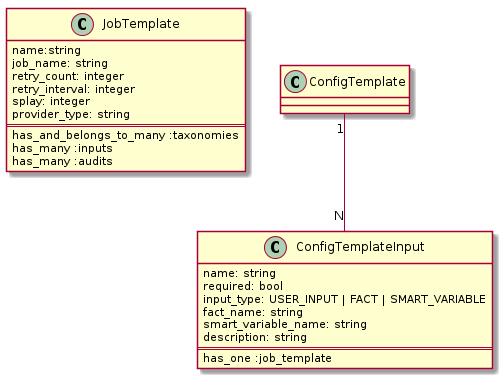 C JobTemplate
name:string
job_name: string
retry_count: integer
retry_interval: integer
splay: integer
provider_type: string
has_and_belongs_to_many :taxonomies
has_many :inputs
has_many :audits
C ConfigTemplate
1
N
C ConfigTemplateInput
name: string
required: bool
input_type: USER_INPUT | FACT | SMART_VARIABLE
fact_name: string
smart_variable_name: string
description: string
has_one :job_template